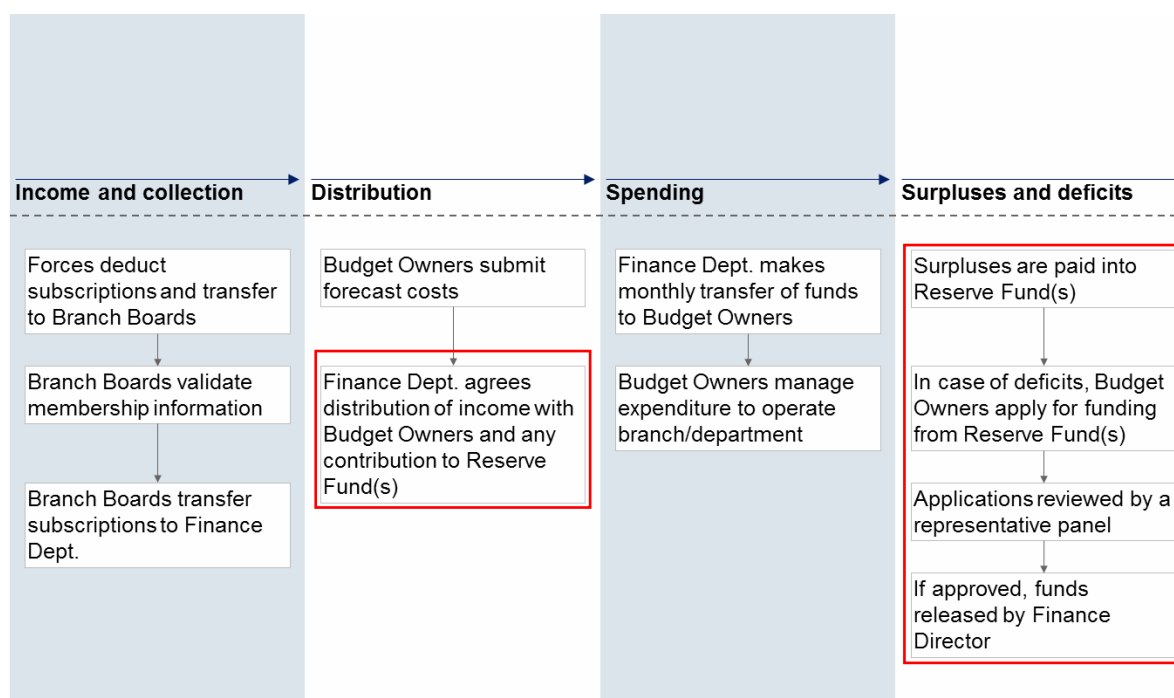 Income and collection
Distribution
Spending
Surpluses and deficits
Forces deduct
subscriptions and transfer
to Branch Boards
Branch Boards validate
membership information
Branch Boards transfer
subscriptions to Finance
Dept.
Budget Owners submit
forecast costs
Finance Dept. agrees
distribution of income with
Budget Owners and any
contribution to Reserve
Fund(s)
Finance Dept. makes
monthly transfer of funds
to Budget Owners
Budget Owners manage
expenditure to operate
branch/department
Surpluses are paid into
Reserve Fund(s)
In case of deficits, Budget
Owners apply for funding
from Reserve Fund(s)
Applications reviewed by a
representative panel
If approved, funds
released by Finance
Director